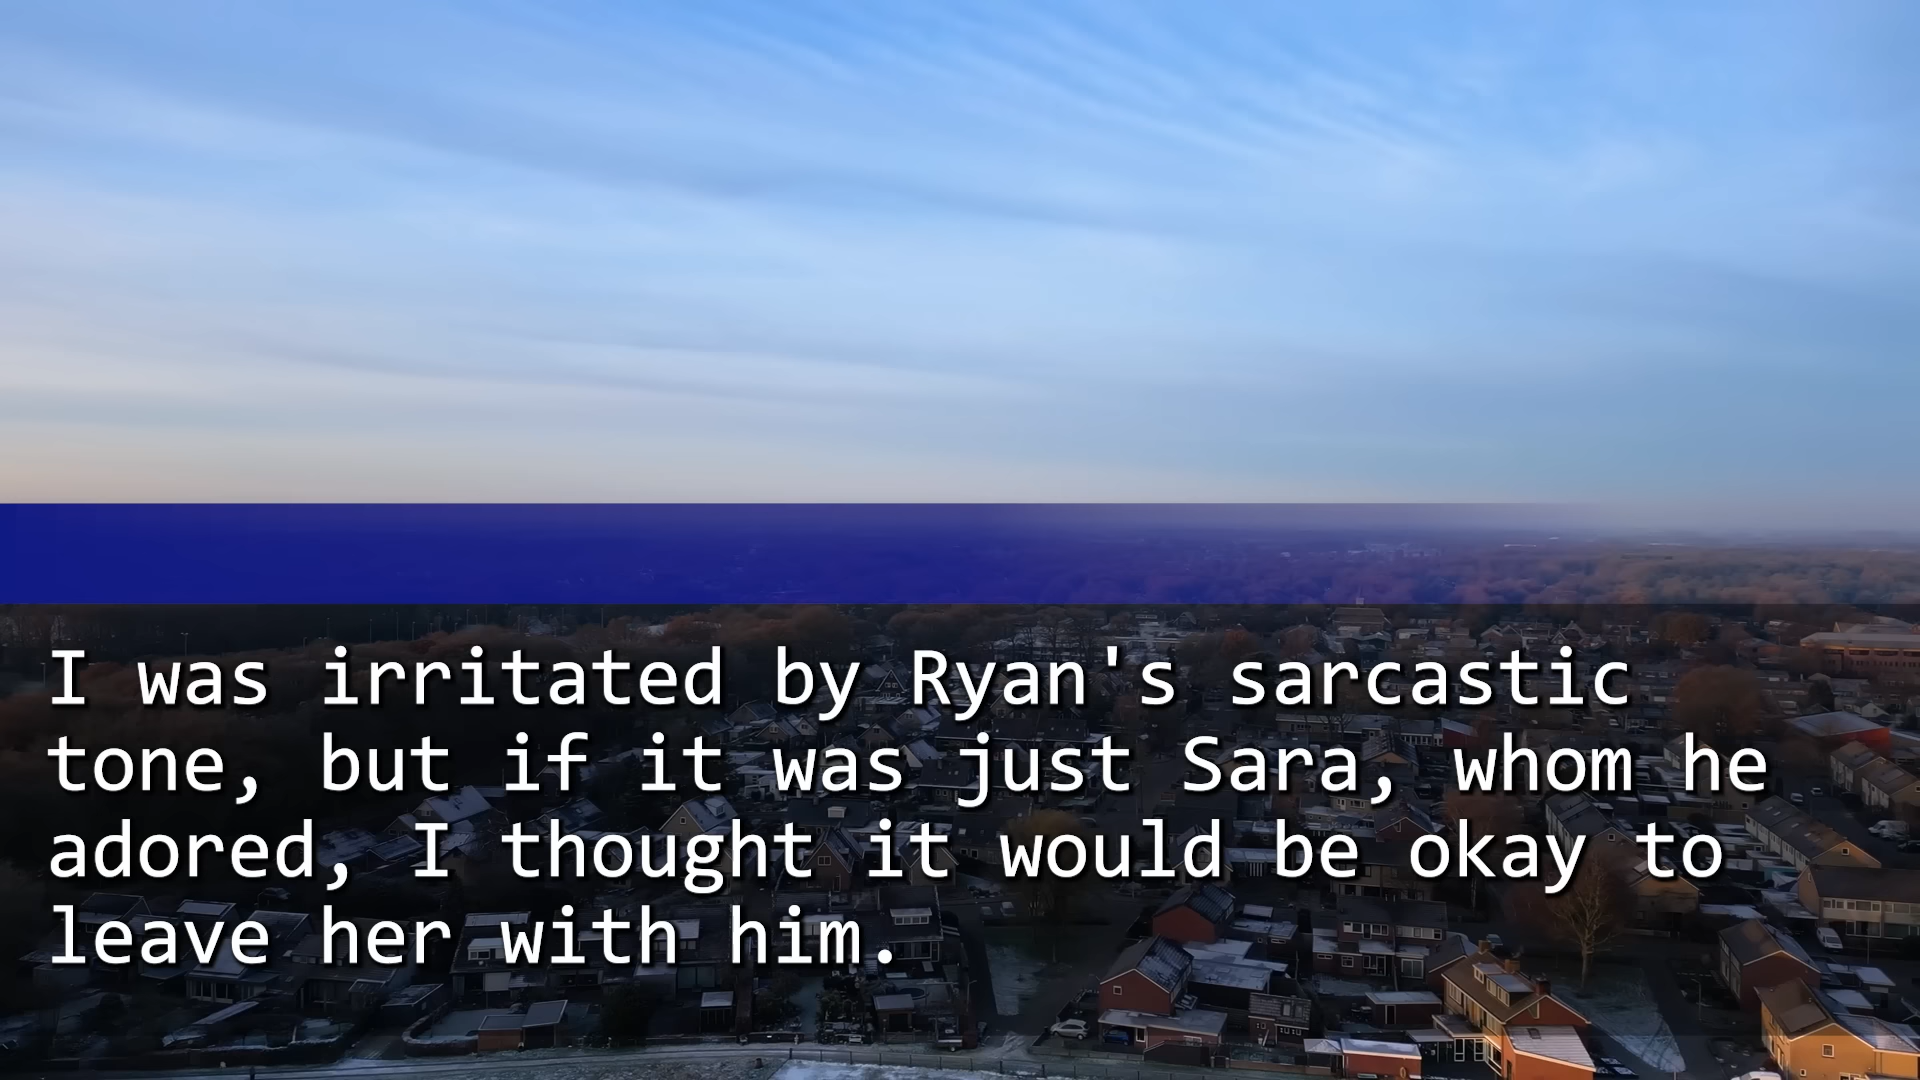 I was irritated by Ryan's sarcastic
tone, but if it was just Sara, whom he
adored, I thought it would be okay to
leave her with him.